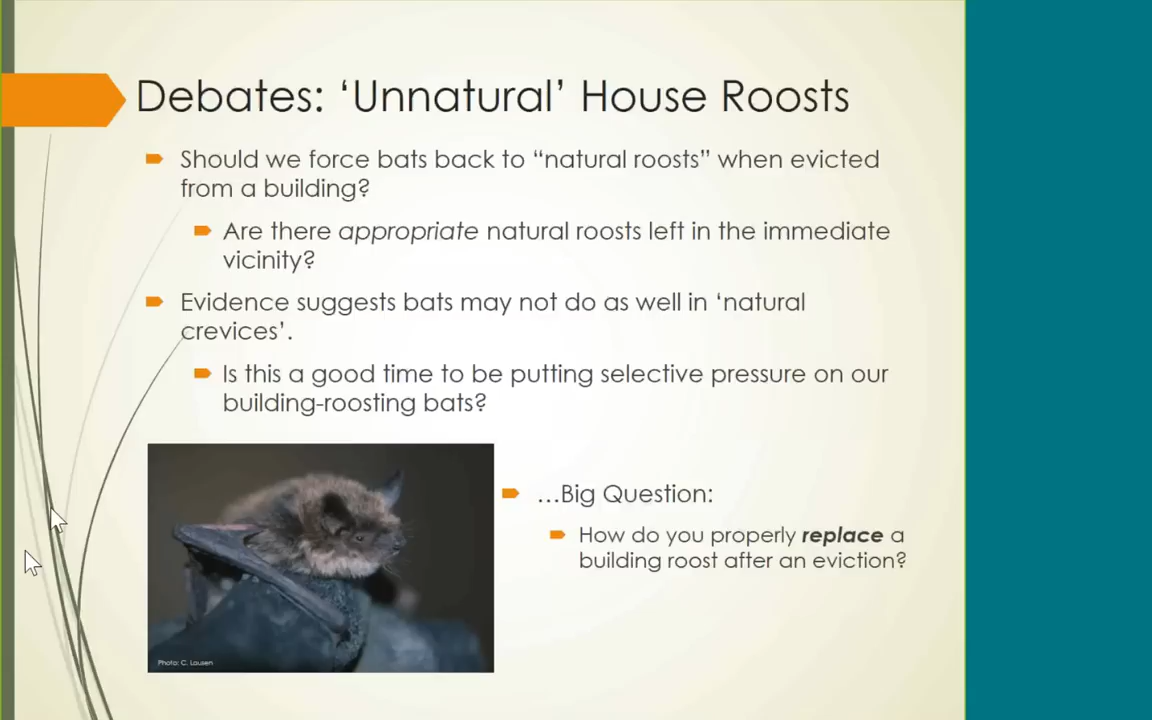 Debates: ‘Unnatural’ House Roosts
Should we force bats back to “natural roosts” when evicted
from a building?
Are there appropriate natural roosts left in the immediate
vicinity?
Evidence suggests bats may not do as well in ‘natural
crevices’.
Is this a good time to be putting selective pressure on our
building-roosting bats?
…Big Question:
How do you properly replace a
building roost after an eviction?
Photo: C. Lausen